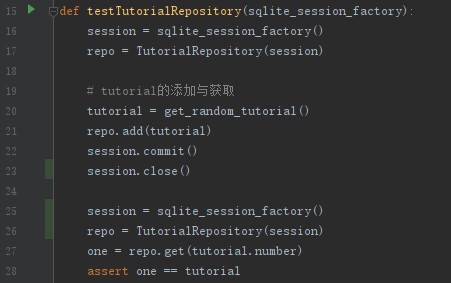 15 def testTutorialRepository(sqlite_session_factory):
16 session = sqlite_session_factory()
17 repo = TutorialRepository(session)
18
19 # tutorial的添加与获取
20 tutorial = get_random_tutorial()
21 repo.add(tutorial)
22 session.commit()
23 session.close()
24
25 session = sqlite_session_factory()
26 repo = TutorialRepository(session)
27 one = repo.get(tutorial.number)
28 assert one == tutorial